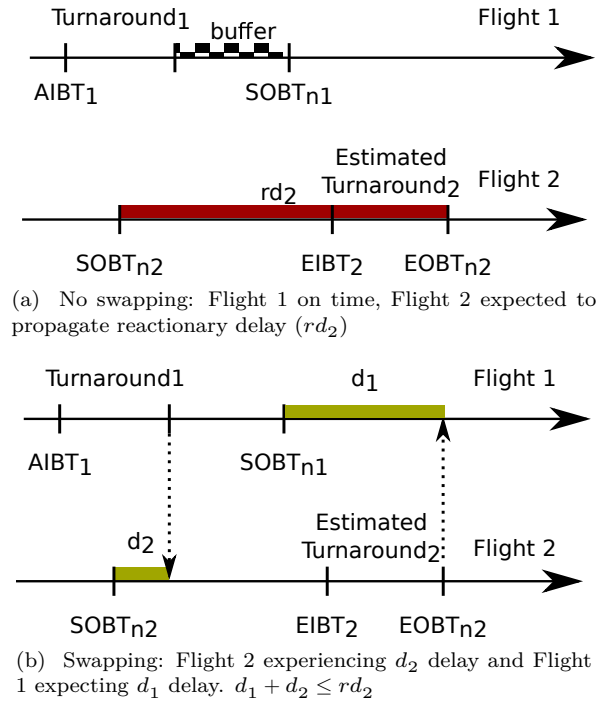 Turnaround1 Flight 1
buffer
AIBT1 SOBTn1
Estimated
Turnaround2 Flight 2
rd2
SOBTn2 EIBT2 EOBTn2
(a) No swapping: Flight 1 on time, Flight 2 expected to
propagate reactionary delay (rd2)
Turnaround1 d1 Flight 1
AIBT1 SOBTn1
Estimated
d2 Turnaround2 Flight 2
SOBTn2 EIBT2 EOBTn2
(b) Swapping: Flight 2 experiencing d2 delay and Flight
1 expecting d1 delay. d1 + d2 ≤ rd2